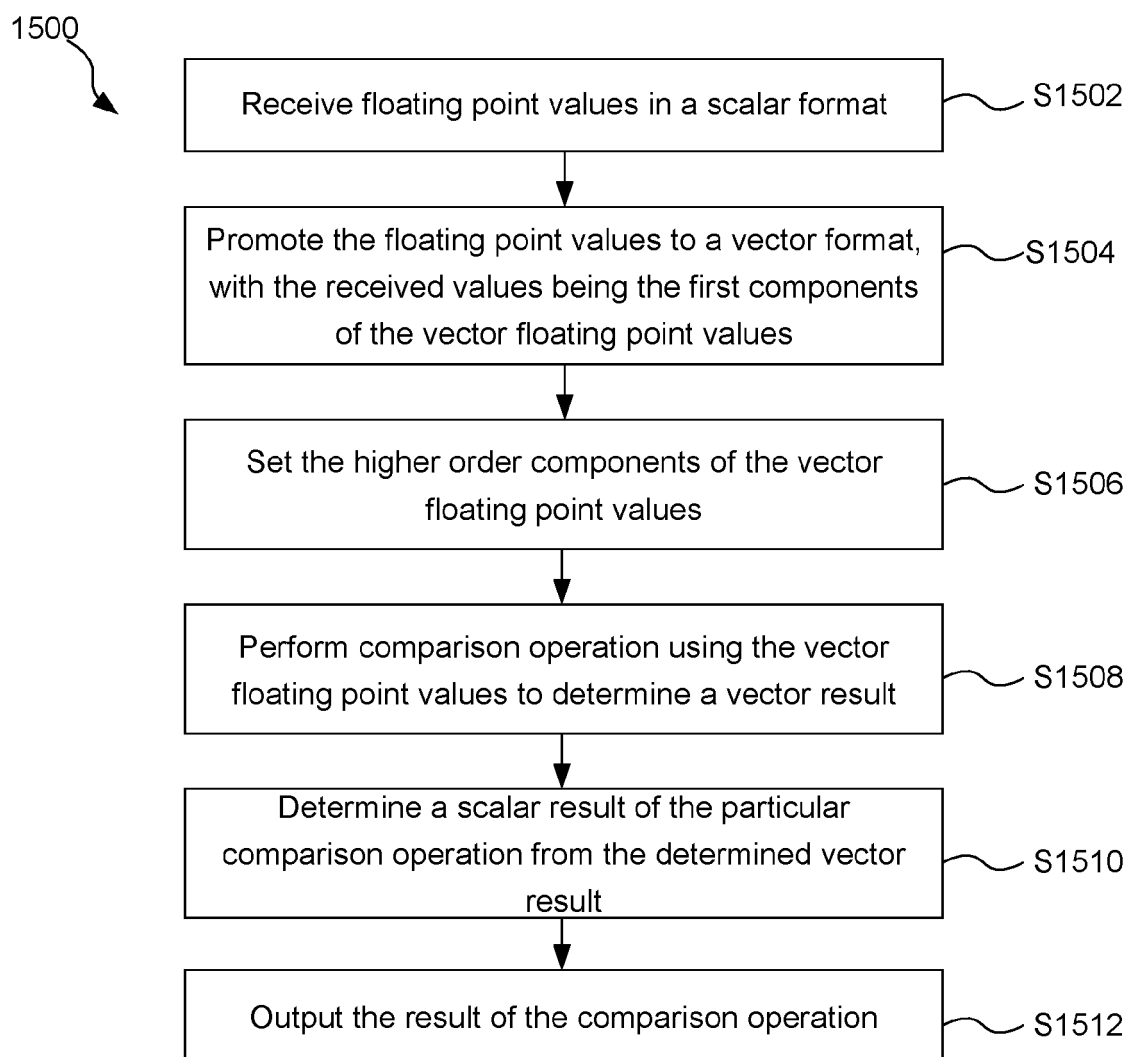 1500
Receive floating point values in a scalar format
S1502
Promote the floating point values to a vector format,
with the received values being the first components
of the vector floating point values
S1504
Set the higher order components of the vector
floating point values
S1506
Perform comparison operation using the vector
floating point values to determine a vector result
S1508
Determine a scalar result of the particular
comparison operation from the determined vector
result
S1510
Output the result of the comparison operation
S1512